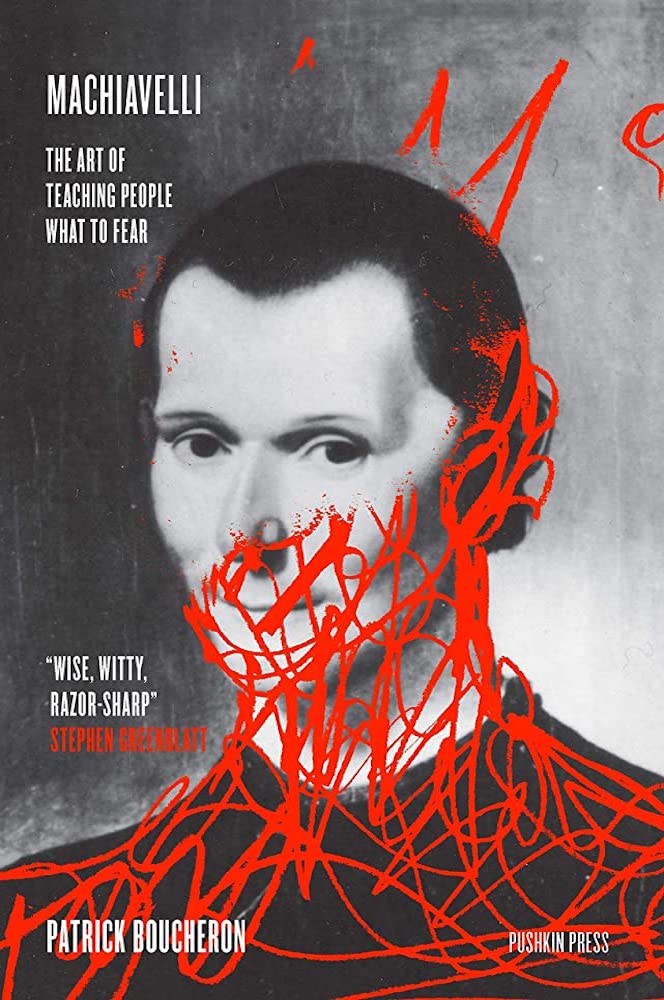 MACHIAVELLI
THE ART OF
TEACHING PEOPLE
WHAT TO FEAR
“WISE, WITTY,
RAZOR-SHARP”
STEPHEN GREENBLATT
PATRICK BOUCHERON
PUSHKIN PRESS